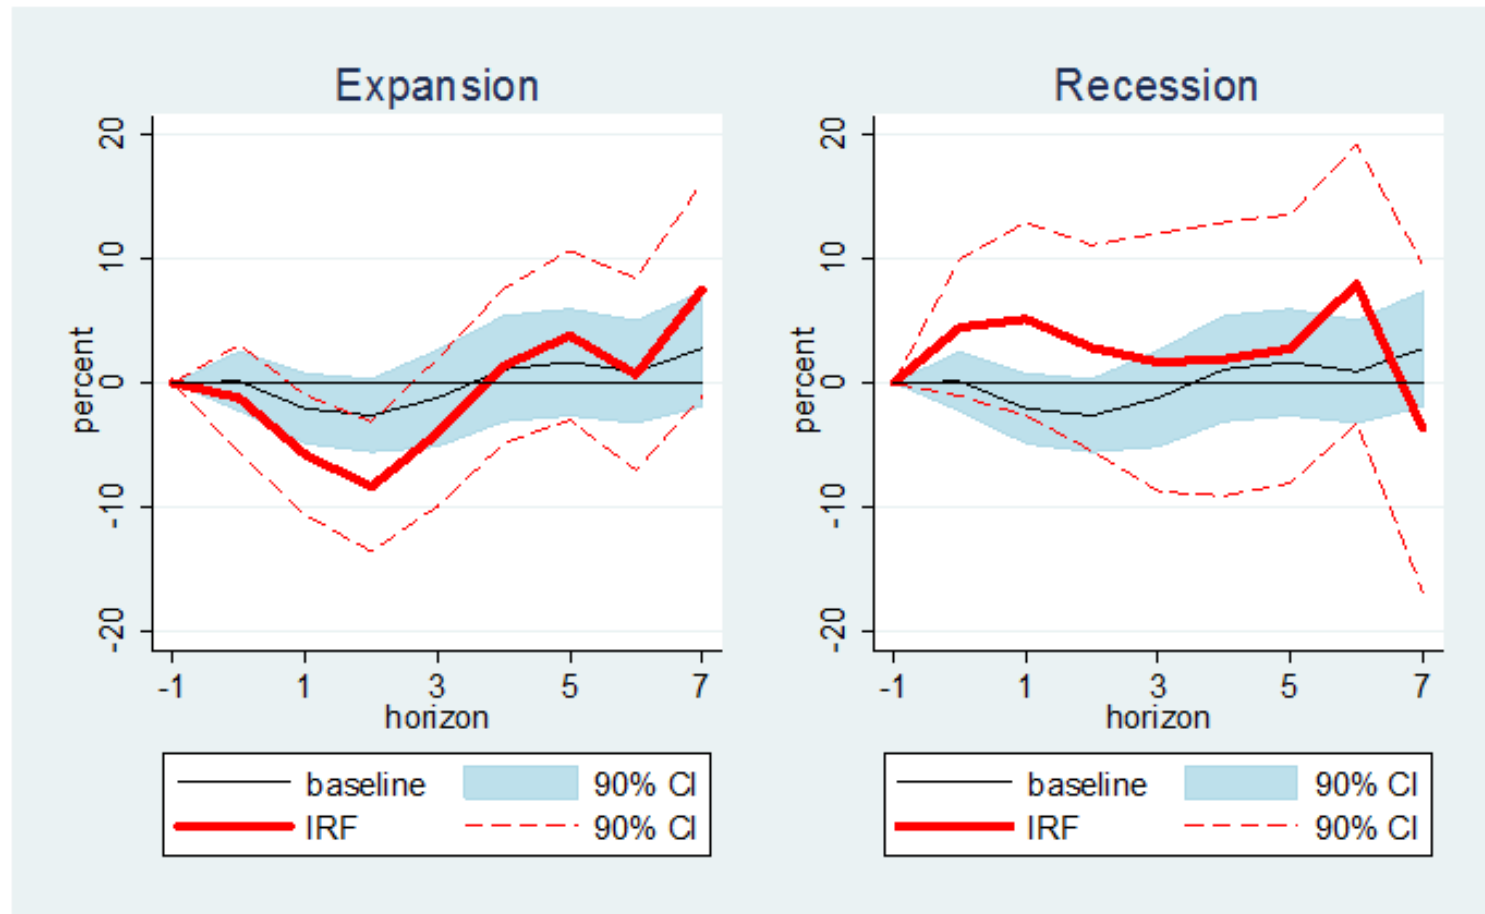 Expansion
20
10
0
-10
-20
percent
-1 1 3 5 7
horizon
baseline 90% CI
IRF 90% CI
Recession
20
10
0
-10
-20
percent
-1 1 3 5 7
horizon
baseline 90% CI
IRF 90% CI